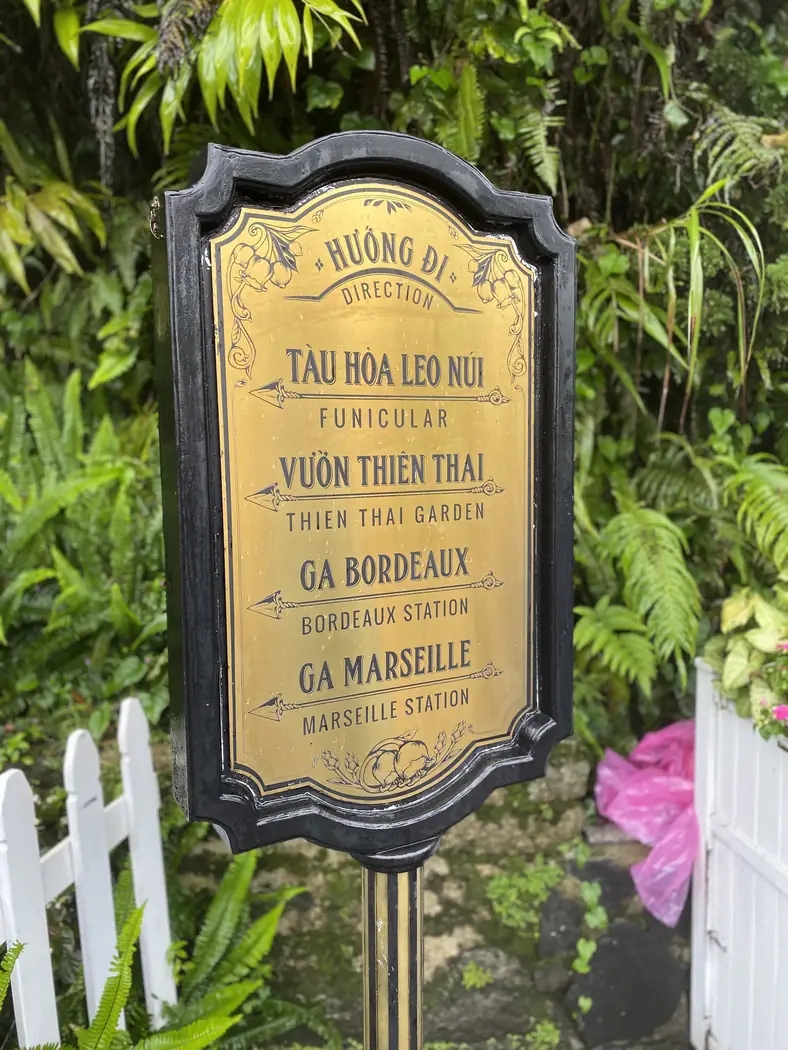 HƯỚNG ĐI
DIRECTION
TÀU HỎA LEO NÚI
FUNICULAR
VƯỜN THIÊN THAI
THIEN THAI GARDEN
GA BORDEAUX
BORDEAUX STATION
GA MARSEILLE
MARSEILLE STATION